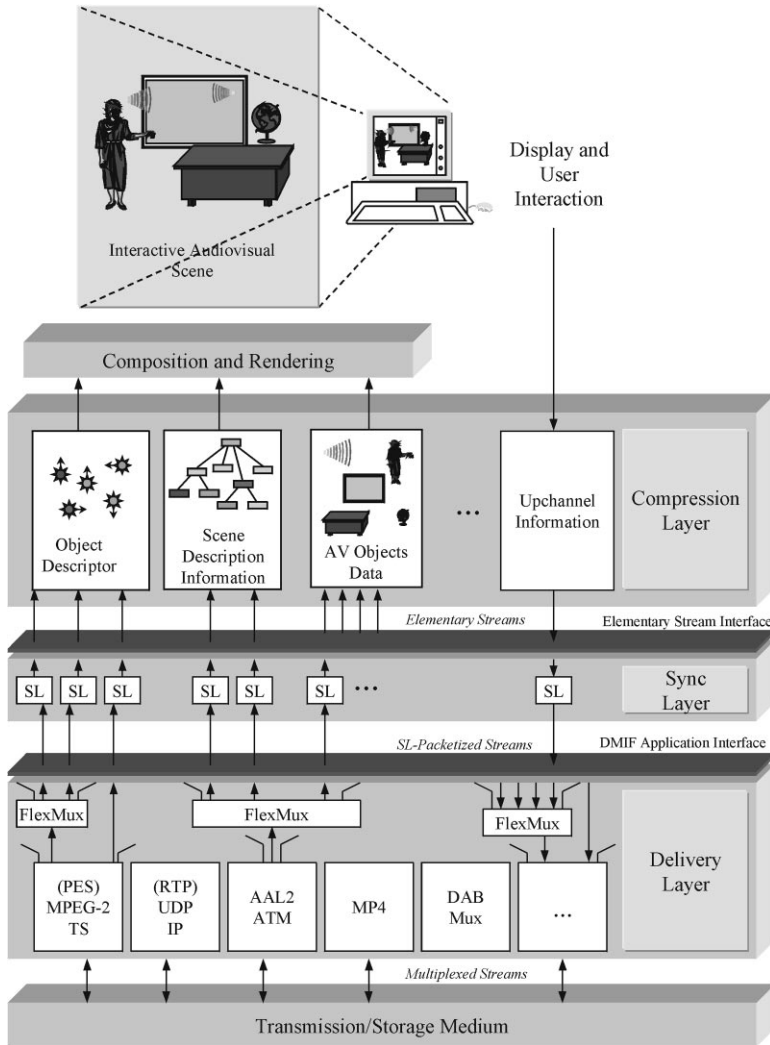 Display and
User
Interaction
Interactive Audiovisual
Scene
Composition and Rendering
Object
Descriptor
Scene
Description
Information
AV Objects
Data
...
Upchannel
Information
Compression
Layer
Elementary Streams
Elementary Stream Interface
SL
SL
SL
SL
SL
SL
...
SL
Sync
Layer
SL-Packetized Streams
DMIF Application Interface
FlexMux
FlexMux
FlexMux
(PES)
MPEG-2
TS
(RTP)
UDP
IP
AAL2
ATM
MP4
DAB
Mux
...
Delivery
Layer
Multiplexed Streams
Transmission/Storage Medium